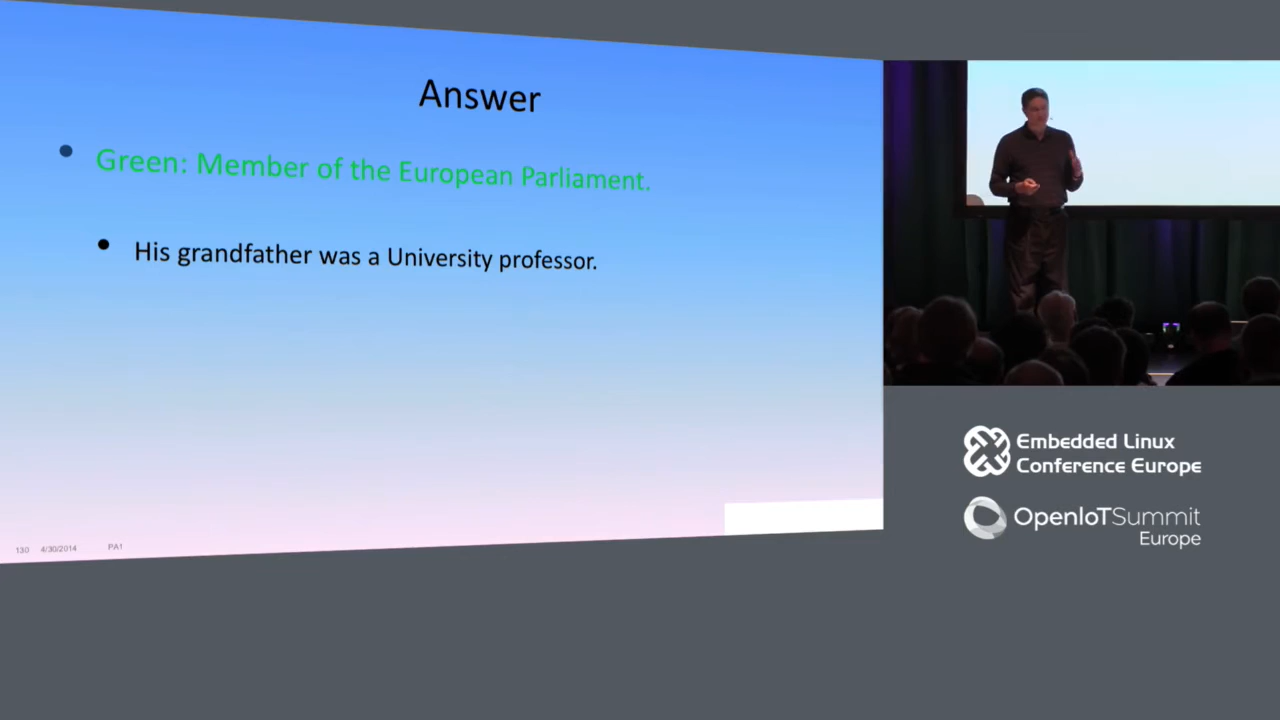 Answer
Green: Member of the European Parliament.
His grandfather was a University professor.
130 4/30/2014 PA1
Embedded Linux
Conference Europe
OpenIoTSummit
Europe